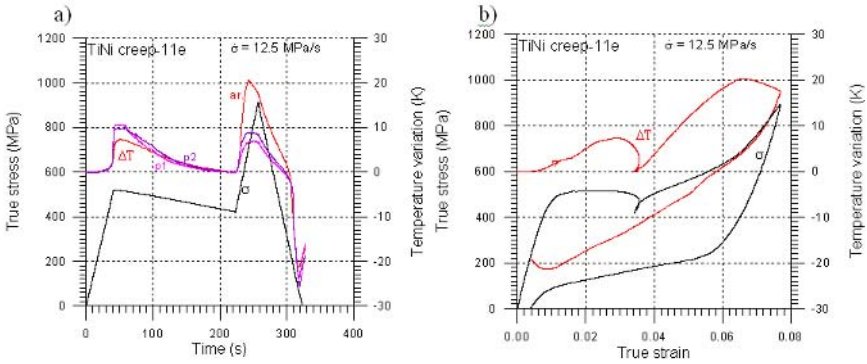 a)
TiNi creep-11e
σ̇ = 12.5 MPa/s
1200
1000
800
600
400
200
0
True stress (MPa)
30
20
10
0
-10
-20
-30
Temperature variation (K)
ar.
ΔT
p1
p2
σ
0
100
200
300
400
Time (s)
b)
TiNi creep-11e
σ̇ = 12.5 MPa/s
1200
1000
800
600
400
200
0
True stress (MPa)
30
20
10
0
-10
-20
-30
Temperature variation (K)
ΔT
σ
0.00
0.02
0.04
0.06
0.08
True strain